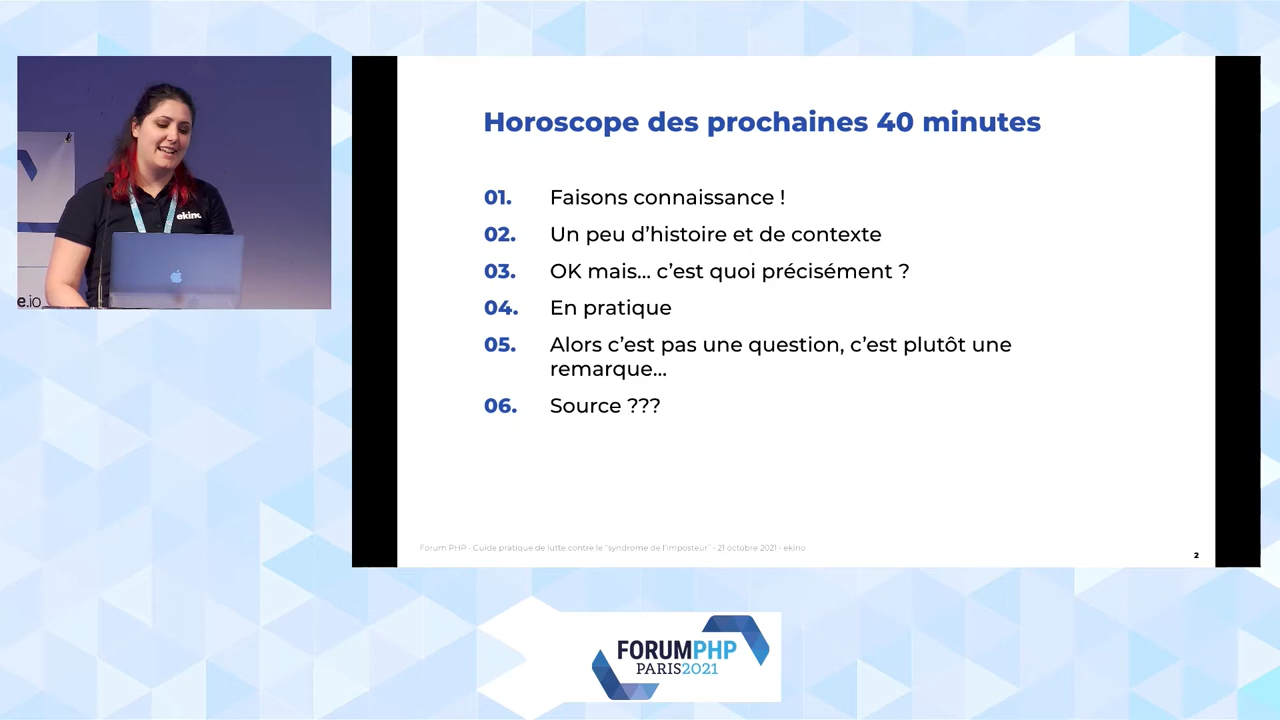 ekino
e.io
Horoscope des prochaines 40 minutes
01. Faisons connaissance !
02. Un peu d’histoire et de contexte
03. OK mais... c’est quoi précisément ?
04. En pratique
05. Alors c’est pas une question, c’est plutôt une
remarque...
06. Source ???
Forum PHP - Guide pratique de lutte contre le "syndrome de l'imposteur" - 21 octobre 2021 - ekino
2
FORUMPHP
PARIS2021